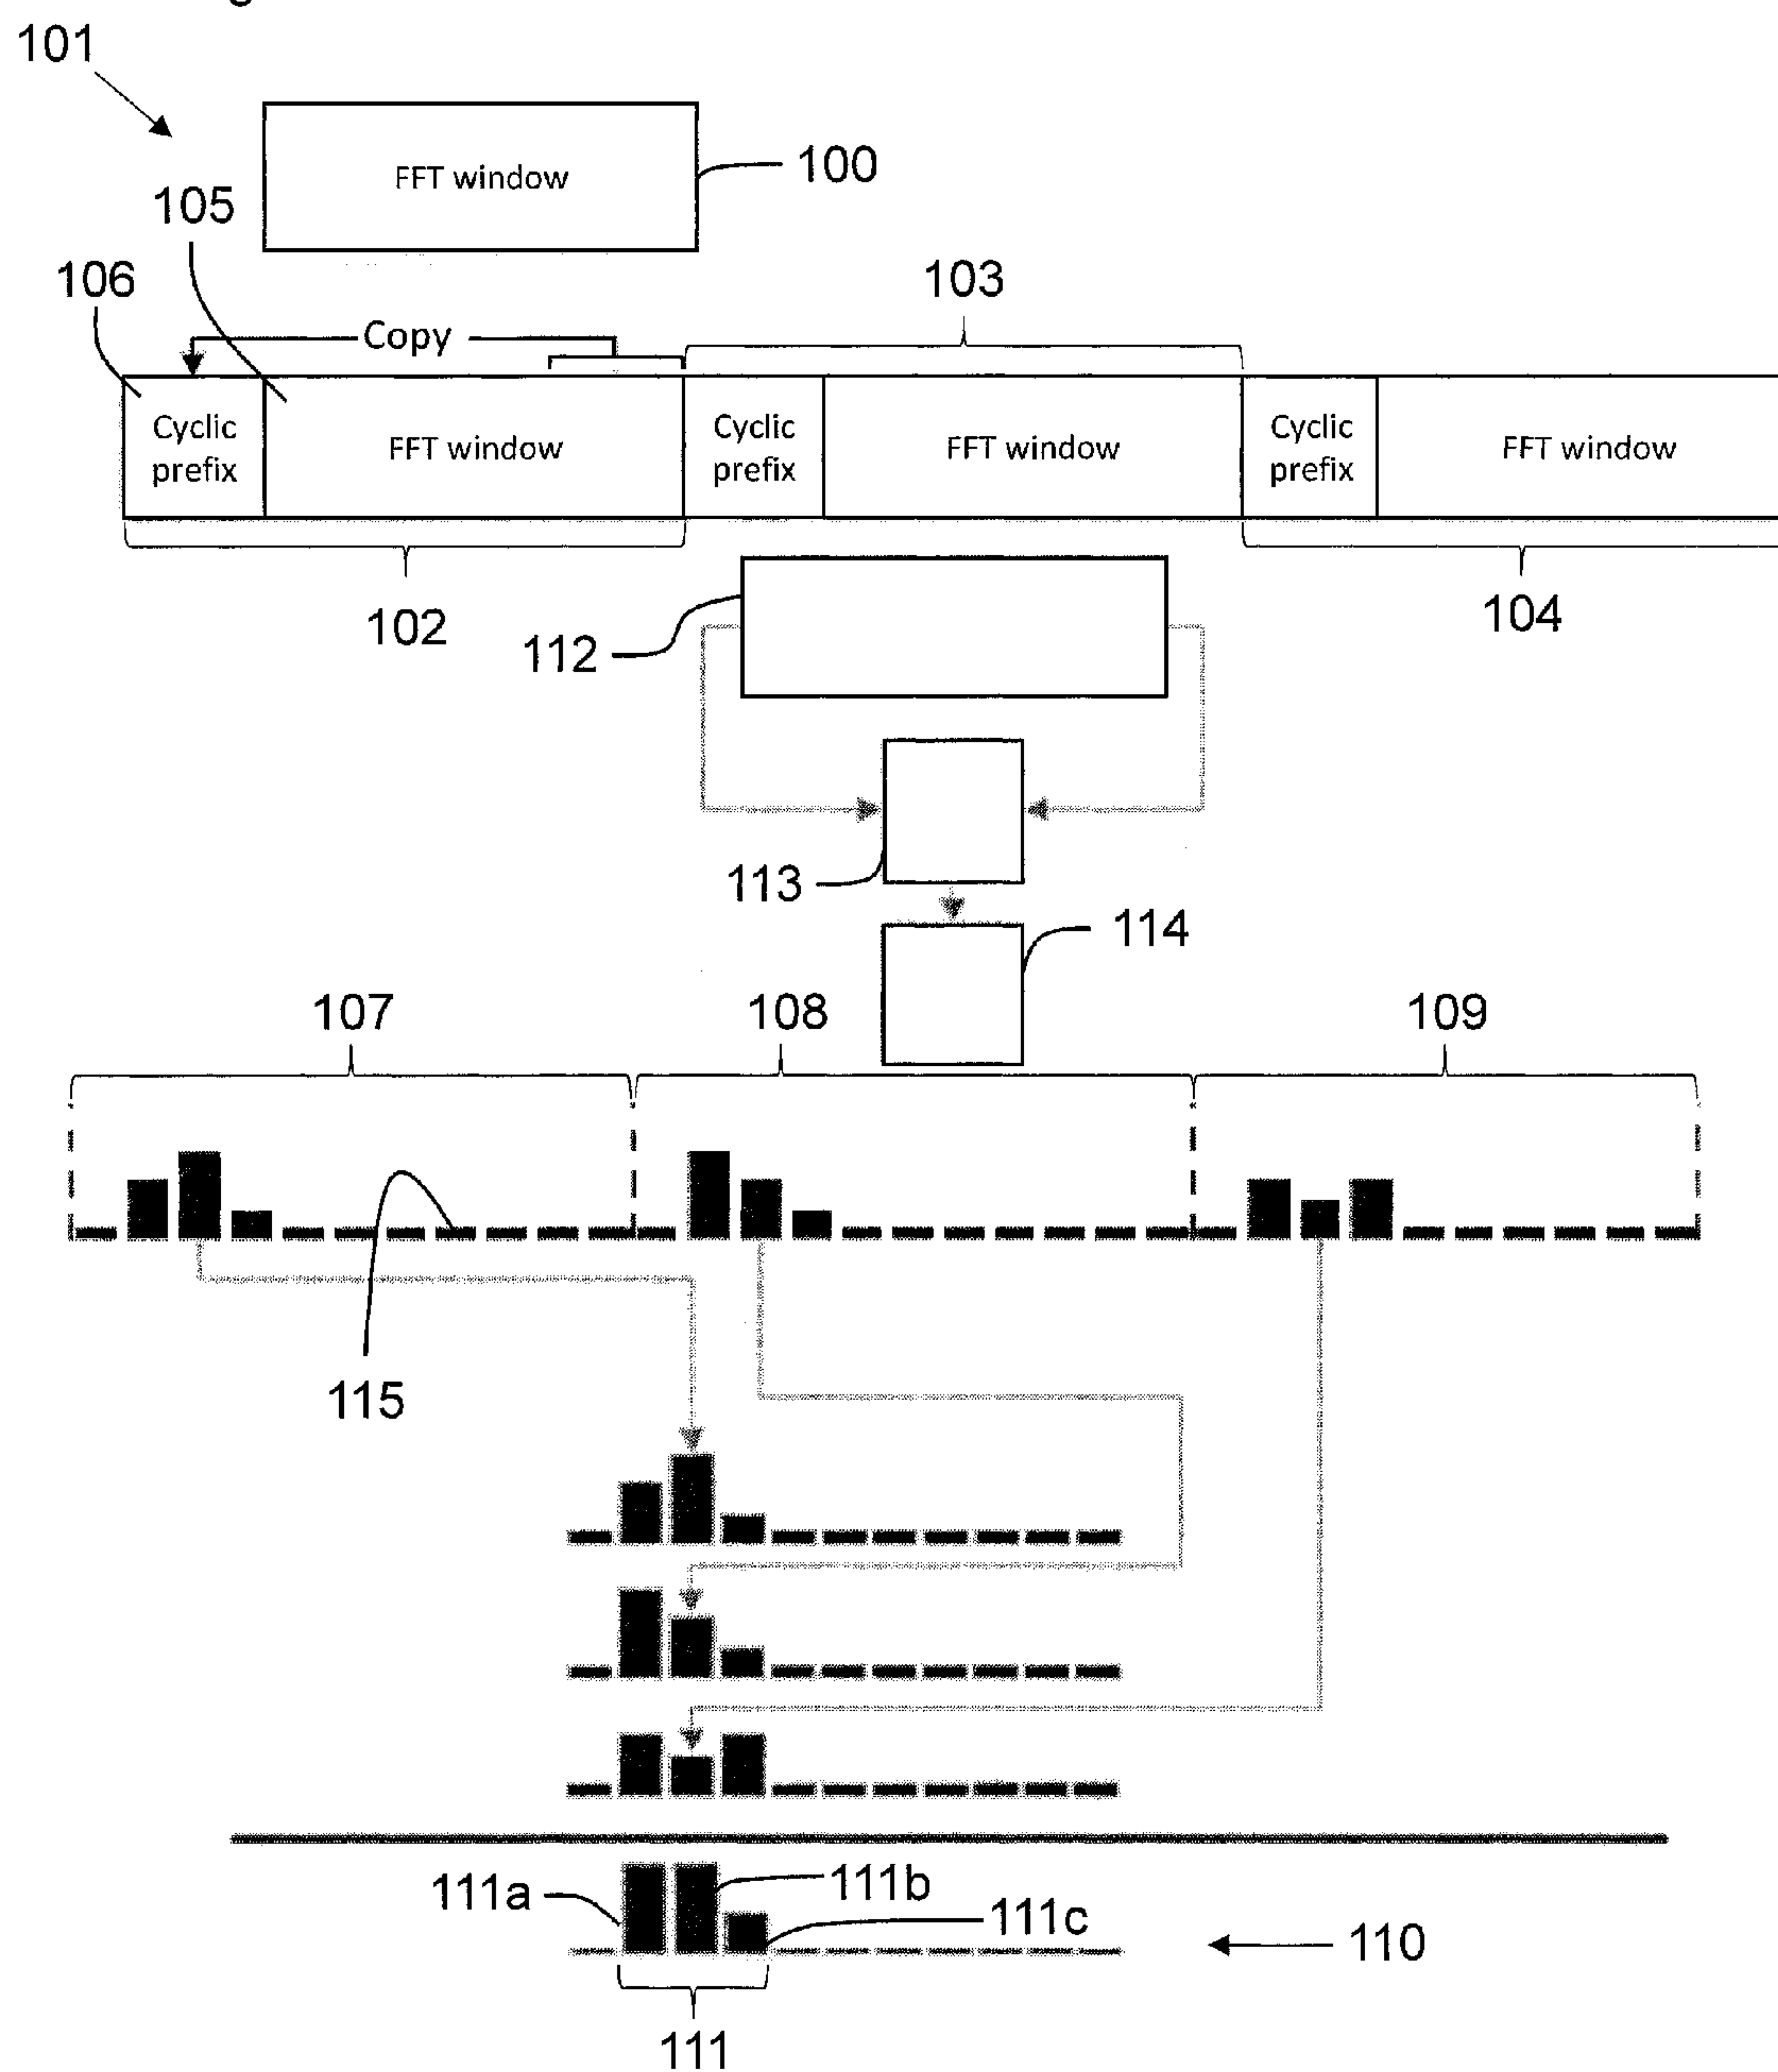 101
FFT window
100
105
106
103
Copy
Cyclic prefix
FFT window
Cyclic prefix
FFT window
Cyclic prefix
FFT window
102
112
104
113
114
107
108
109
115
111a
111b
111c
110
111